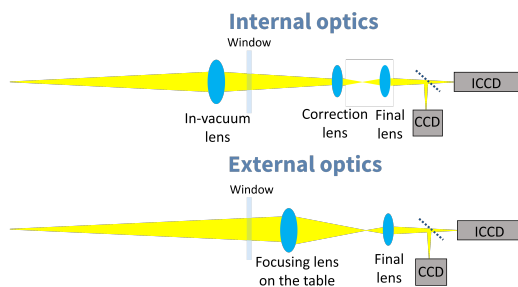 Internal optics
Window
In-vacuum
lens
Correction
lens
Final
lens
CCD
ICCD
External optics
Window
Focusing lens
on the table
Final
lens
CCD
ICCD